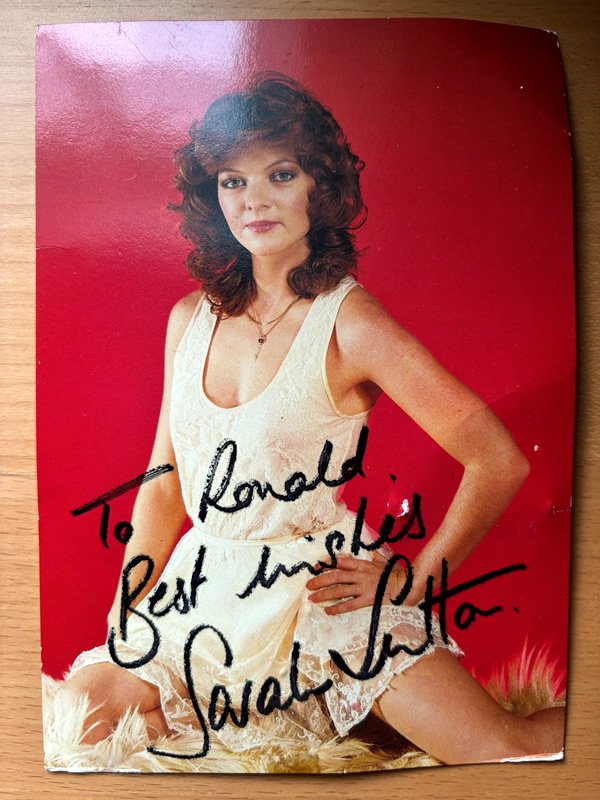 To Ronald.
Best wishes
Sarah Sutton.